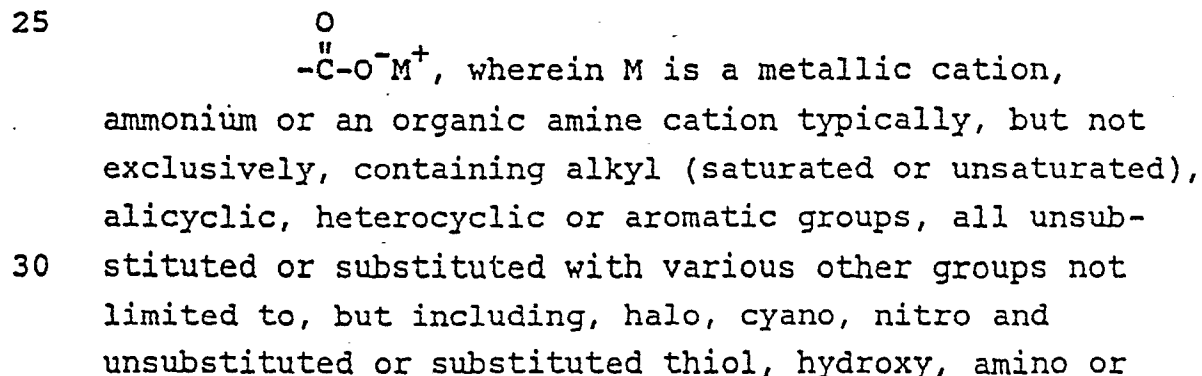 25 O
"
-C-O⁻M⁺, wherein M is a metallic cation,
ammonium or an organic amine cation typically, but not
exclusively, containing alkyl (saturated or unsaturated),
alicyclic, heterocyclic or aromatic groups, all unsub-
30 stituted or substituted with various other groups not
limited to, but including, halo, cyano, nitro and
unsubstituted or substituted thiol, hydroxy, amino or